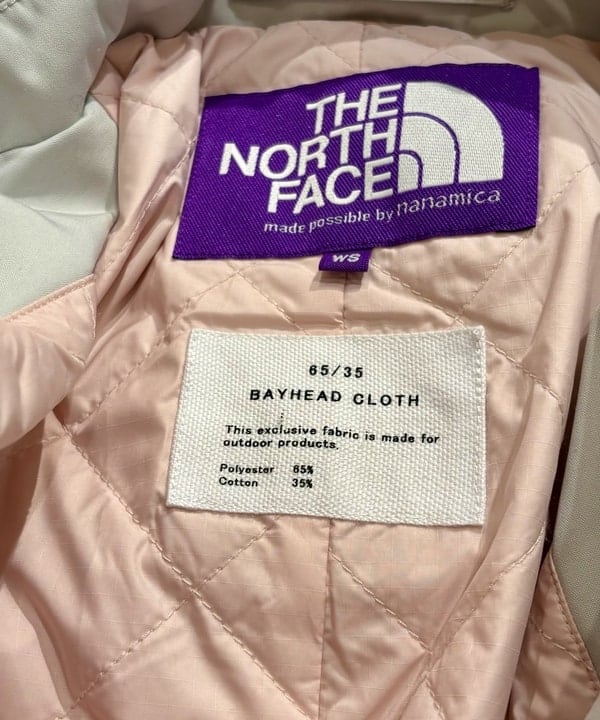 THE
NORTH
FACE
made possible by nanamica
WS
65/35
BAYHEAD CLOTH
This exclusive fabric is made for
outdoor products.
Polyester 65%
Cotton 35%